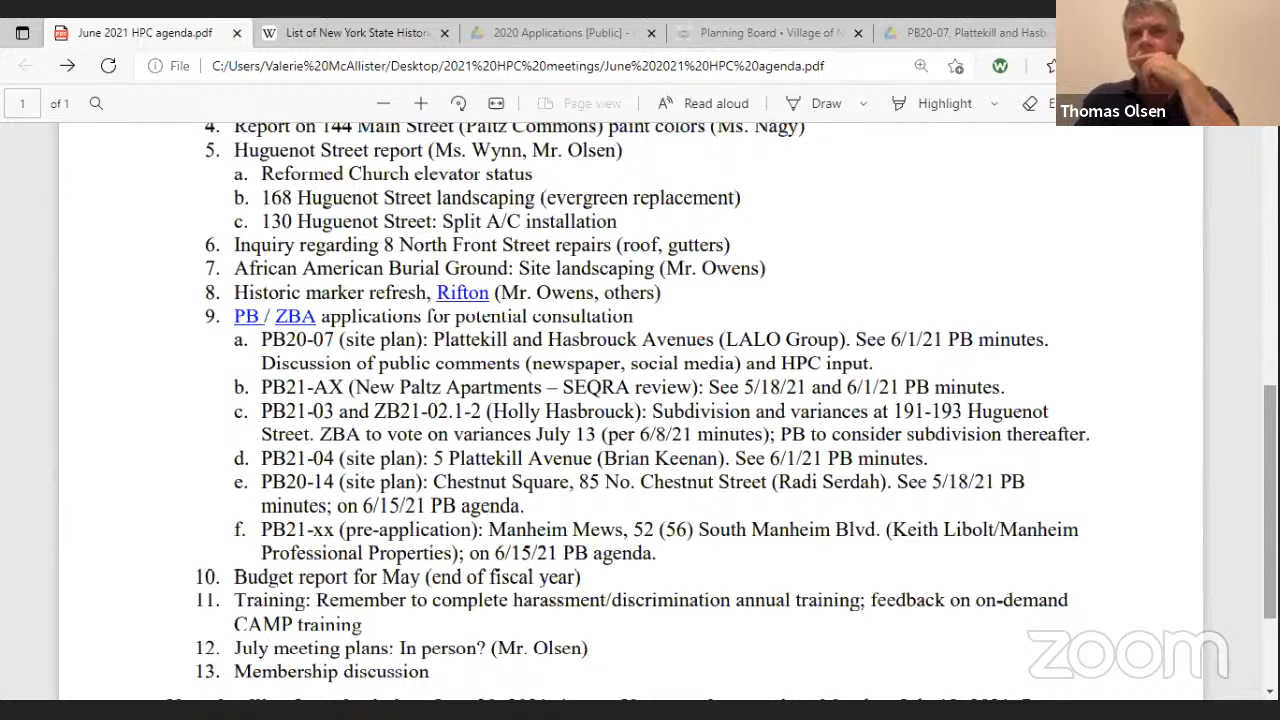 June 2021 HPC agenda.pdf
List of New York State Histor
2020 Applications [Public] -
Planning Board • Village of N
PB20-07, Plattekill and Hasb
File
C:/Users/Valerie%20McAllister/Desktop/2021%20HPC%20meetings/June%202021%20HPC%20agenda.pdf
1 of 1
Page view
Read aloud
Draw
Highlight
Thomas Olsen
4. Report on 144 Main Street (Paltz Commons) paint colors (Ms. Nagy)
5. Huguenot Street report (Ms. Wynn, Mr. Olsen)
a. Reformed Church elevator status
b. 168 Huguenot Street landscaping (evergreen replacement)
c. 130 Huguenot Street: Split A/C installation
6. Inquiry regarding 8 North Front Street repairs (roof, gutters)
7. African American Burial Ground: Site landscaping (Mr. Owens)
8. Historic marker refresh, Rifton (Mr. Owens, others)
9. PB / ZBA applications for potential consultation
a. PB20-07 (site plan): Plattekill and Hasbrouck Avenues (LALO Group). See 6/1/21 PB minutes.
Discussion of public comments (newspaper, social media) and HPC input.
b. PB21-AX (New Paltz Apartments – SEQRA review): See 5/18/21 and 6/1/21 PB minutes.
c. PB21-03 and ZB21-02.1-2 (Holly Hasbrouck): Subdivision and variances at 191-193 Huguenot
Street. ZBA to vote on variances July 13 (per 6/8/21 minutes); PB to consider subdivision thereafter.
d. PB21-04 (site plan): 5 Plattekill Avenue (Brian Keenan). See 6/1/21 PB minutes.
e. PB20-14 (site plan): Chestnut Square, 85 No. Chestnut Street (Radi Serdah). See 5/18/21 PB
minutes; on 6/15/21 PB agenda.
f. PB21-xx (pre-application): Manheim Mews, 52 (56) South Manheim Blvd. (Keith Libolt/Manheim
Professional Properties); on 6/15/21 PB agenda.
10. Budget report for May (end of fiscal year)
11. Training: Remember to complete harassment/discrimination annual training; feedback on on-demand
CAMP training
12. July meeting plans: In person? (Mr. Olsen)
13. Membership discussion
zoom